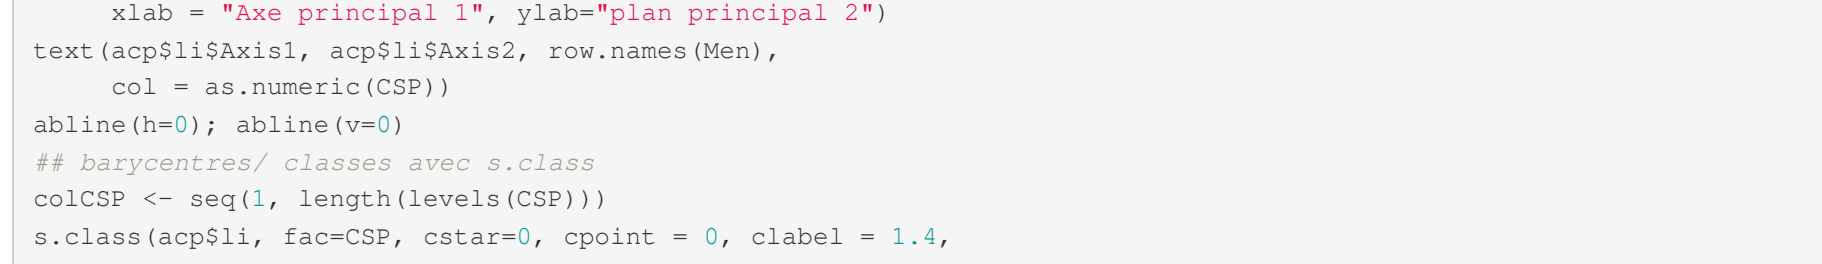 xlab = "Axe principal 1", ylab="plan principal 2")
text(acp$li$Axis1, acp$li$Axis2, row.names(Men),
col = as.numeric(CSP))
abline(h=0); abline(v=0)
## barycentres/ classes avec s.class
colCSP <- seq(1, length(levels(CSP)))
s.class(acp$li, fac=CSP, cstar=0, cpoint = 0, clabel = 1.4,